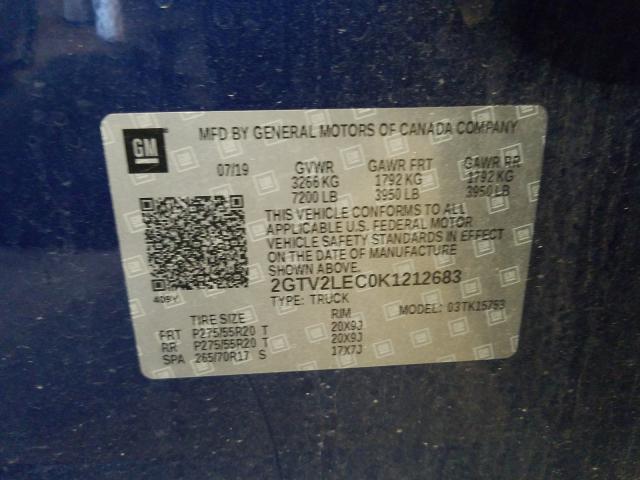 GM MFD BY GENERAL MOTORS OF CANADA COMPANY
07/19 GVWR GAWR FRT GAWR RR
3266 KG 1792 KG 1792 KG
7200 LB 3950 LB 3950 LB
THIS VEHICLE CONFORMS TO ALL
APPLICABLE U.S. FEDERAL MOTOR
VEHICLE SAFETY STANDARDS IN EFFECT
ON THE DATE OF MANUFACTURE
SHOWN ABOVE.
2GTV2LEC0K1212683
409Y TYPE: TRUCK MODEL: 03TK15753
TIRE SIZE RIM
FRT P275/55R20 T 20X9J
RR P275/55R20 T 20X9J
SPA 265/70R17 S 17X7J